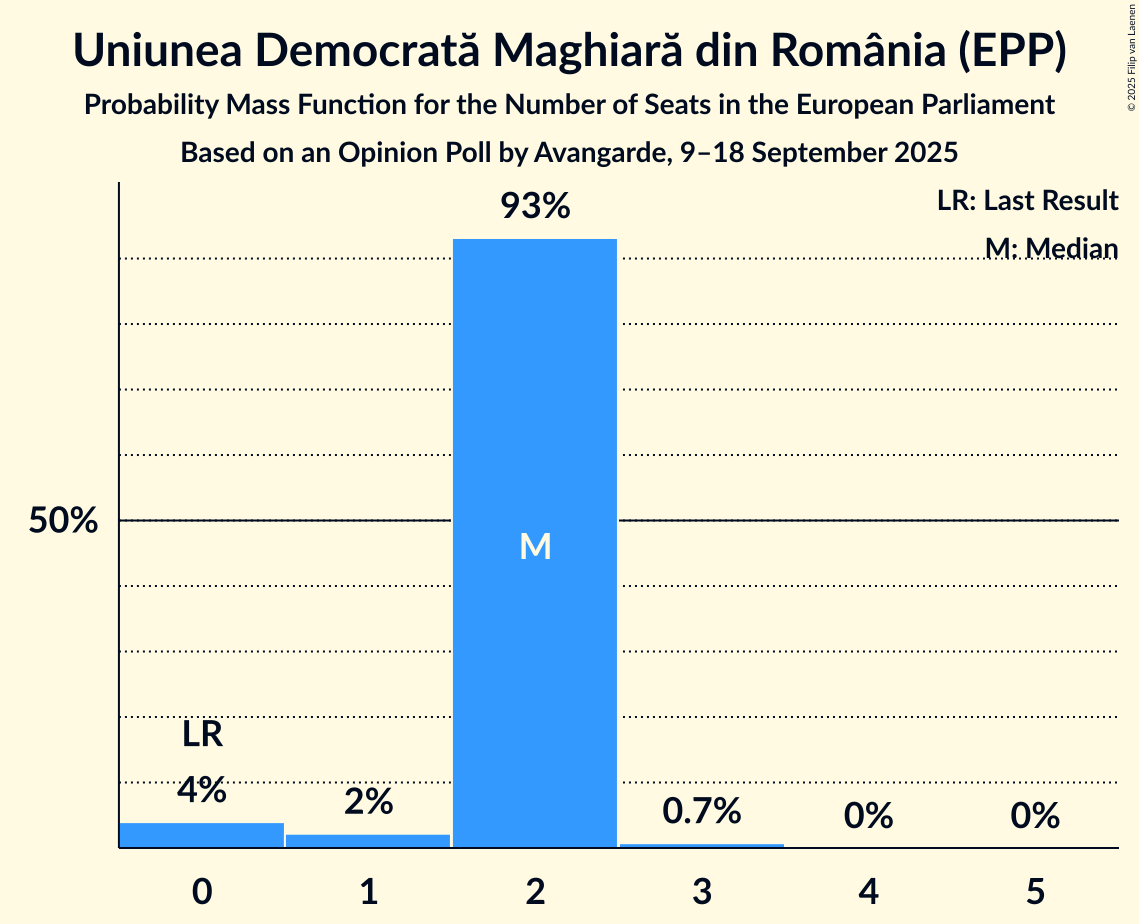 Uniunea Democrată Maghiară din România (EPP)
Probability Mass Function for the Number of Seats in the European Parliament
Based on an Opinion Poll by Avangarde, 9–18 September 2025
© 2025 Filip van Laenen
LR: Last Result
M: Median
93%
50%
M
LR
4%
2%
0.7%
0%
0%
0 1 2 3 4 5